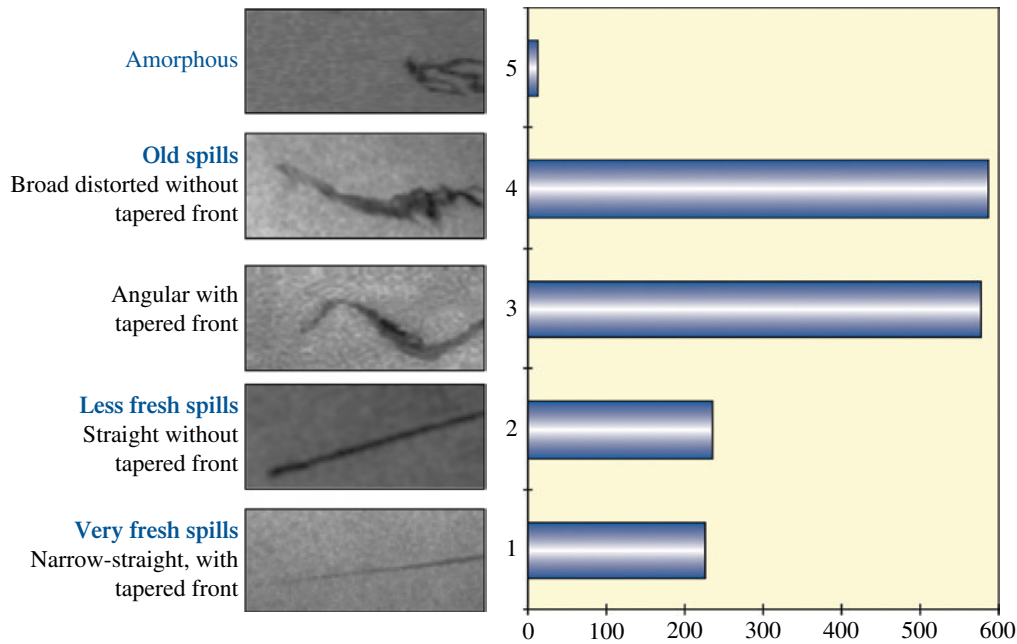 Amorphous
Old spills
Broad distorted without
tapered front
Angular with
tapered front
Less fresh spills
Straight without
tapered front
Very fresh spills
Narrow-straight, with
tapered front
5
4
3
2
1
0 100 200 300 400 500 600